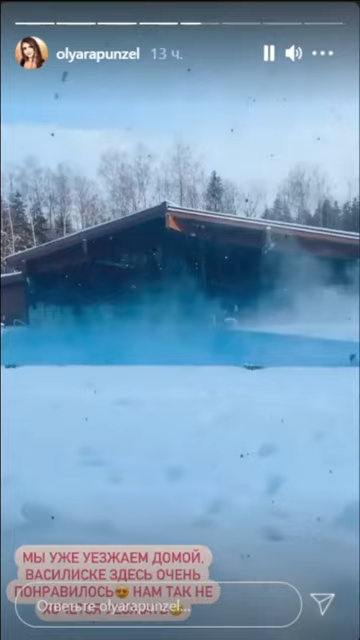 olyarapunzel 13 ч.
МЫ УЖЕ УЕЗЖАЕМ ДОМОЙ.
ВАСИЛИСКЕ ЗДЕСЬ ОЧЕНЬ
ПОНРАВИЛОСЬ😍 НАМ ТАК НЕ
Ответьте olyarapunzel...